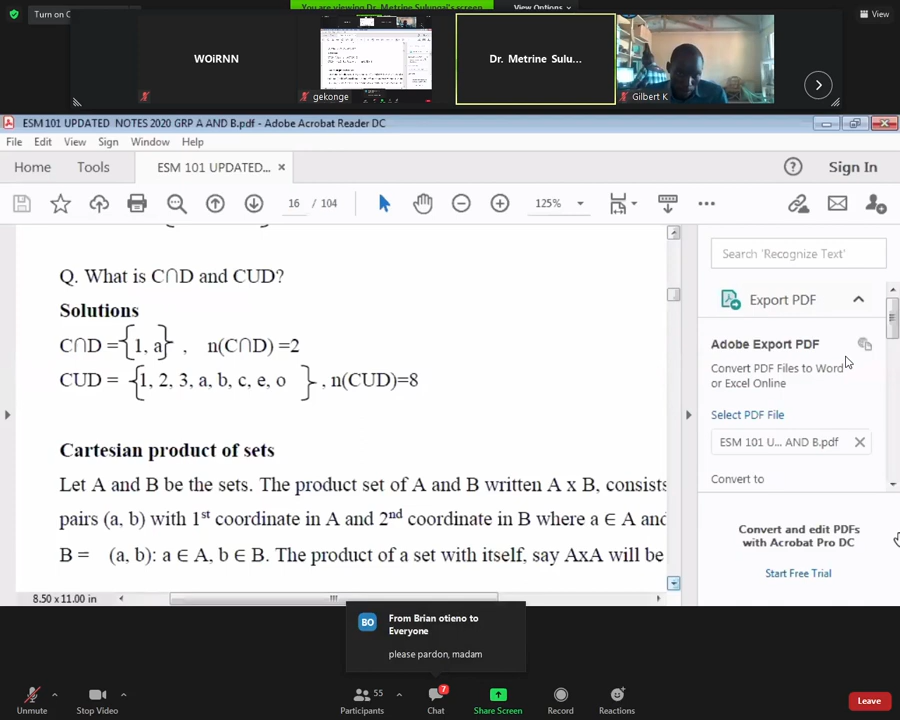 You are viewing Dr. Metrine Sulungai's screen
View Options
Turn on C
View
WOiRNN
gekonge
Dr. Metrine Sulu...
Gilbert K
ESM 101 UPDATED NOTES 2020 GRP A AND B.pdf - Adobe Acrobat Reader DC
File Edit View Sign Window Help
Home Tools ESM 101 UPDATED... × Sign In
16 / 104 125%
Q. What is C∩D and CUD?
Solutions
C∩D ={1, a} , n(C∩D) =2
CUD = {1, 2, 3, a, b, c, e, o } , n(CUD)=8
Cartesian product of sets
Let A and B be the sets. The product set of A and B written A x B, consists
pairs (a, b) with 1st coordinate in A and 2nd coordinate in B where a ∈ A and
B = (a, b): a ∈ A, b ∈ B. The product of a set with itself, say AxA will be
8.50 x 11.00 in
Search 'Recognize Text'
Export PDF
Adobe Export PDF
Convert PDF Files to Word
or Excel Online
Select PDF File
ESM 101 U... AND B.pdf
Convert to
Convert and edit PDFs
with Acrobat Pro DC
Start Free Trial
BO
From Brian otieno to
Everyone
please pardon, madam
Unmute
Stop Video
55
Participants
7
Chat
Share Screen
Record
Reactions
Leave